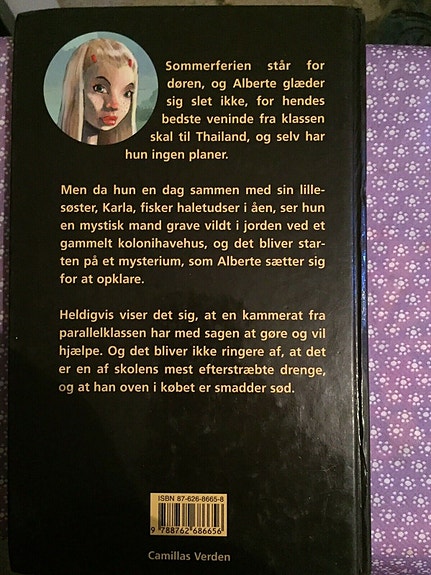 Sommerferien står for
døren, og Alberte glæder
sig slet ikke, for hendes
bedste veninde fra klassen
skal til Thailand, og selv har
hun ingen planer.
Men da hun en dag sammen med sin lille-
søster, Karla, fisker haletudser i åen, ser hun
en mystisk mand grave vildt i jorden ved et
gammelt kolonihavehus, og det bliver star-
ten på et mysterium, som Alberte sætter sig
for at opklare.
Heldigvis viser det sig, at en kammerat fra
parallelklassen har med sagen at gøre og vil
hjælpe. Og det bliver ikke ringere af, at det
er en af skolens mest efterstræbte drenge,
og at han oven i købet er smadder sød.
ISBN 87-626-8665-8
9 788762 686656
Camillas Verden